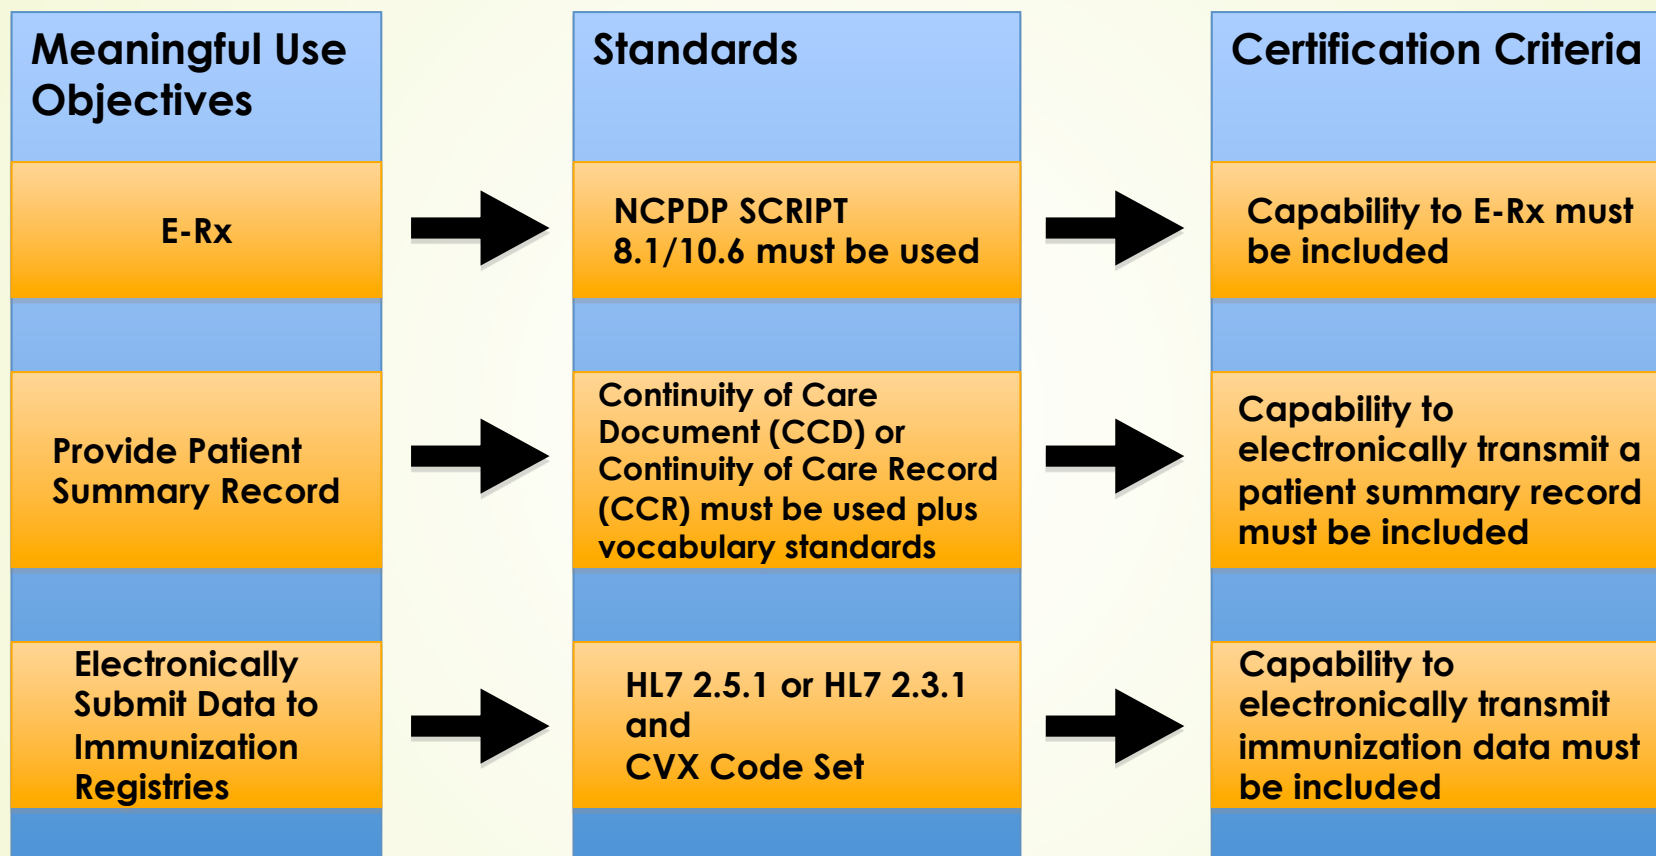 Meaningful Use
Objectives
Standards
Certification Criteria
E-Rx
NCPDP SCRIPT
8.1/10.6 must be used
Capability to E-Rx must
be included
Provide Patient
Summary Record
Continuity of Care
Document (CCD) or
Continuity of Care Record
(CCR) must be used plus
vocabulary standards
Capability to
electronically transmit a
patient summary record
must be included
Electronically
Submit Data to
Immunization
Registries
HL7 2.5.1 or HL7 2.3.1
and
CVX Code Set
Capability to
electronically transmit
immunization data must
be included